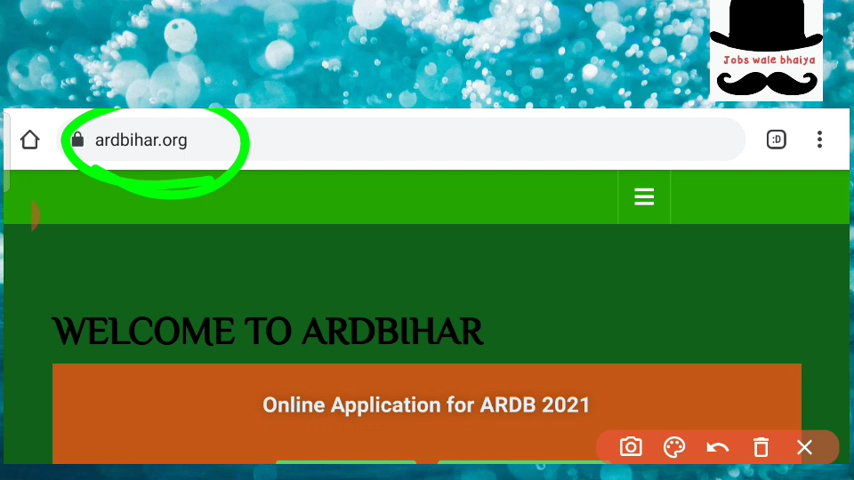 Jobs wale bhaiya
ardbihar.org
:D
WELCOME TO ARDBIHAR
Online Application for ARDB 2021